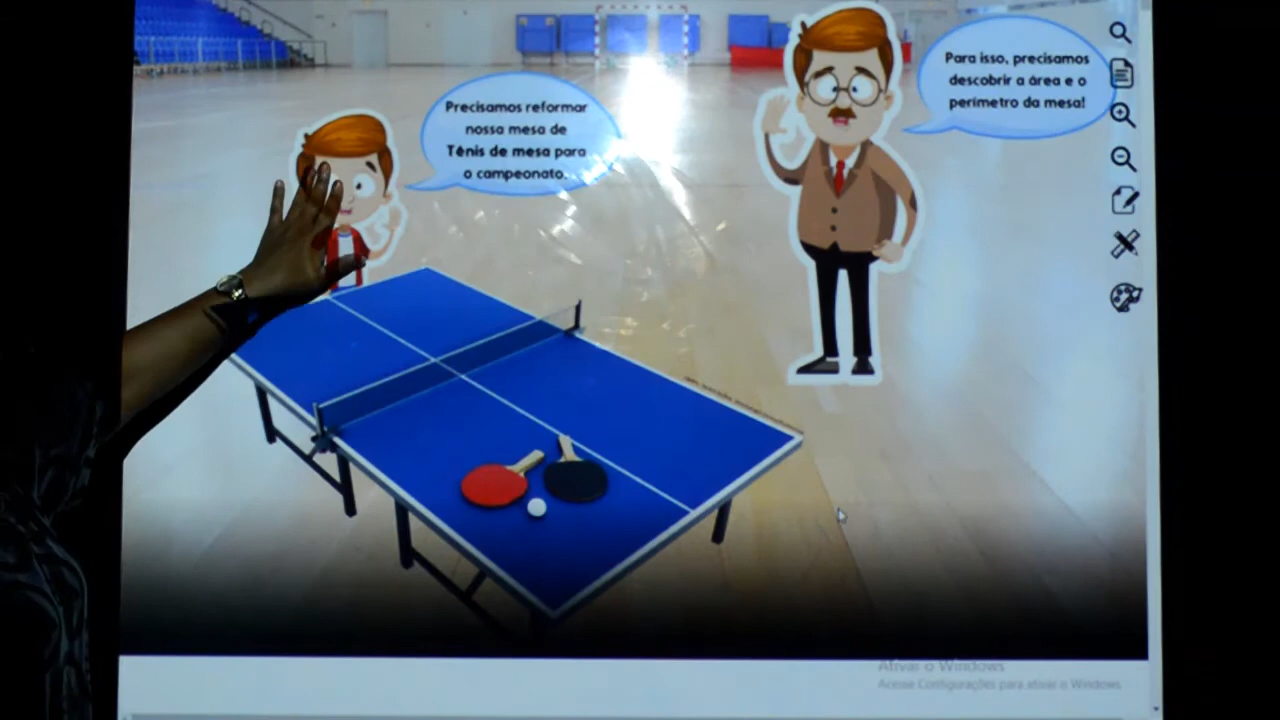 Precisamos reformar
nossa mesa de
Tênis de mesa para
o campeonato.
Para isso, precisamos
descobrir a área e o
perímetro da mesa!
Ativar o Windows
Acesse Configurações para ativar o Windows.